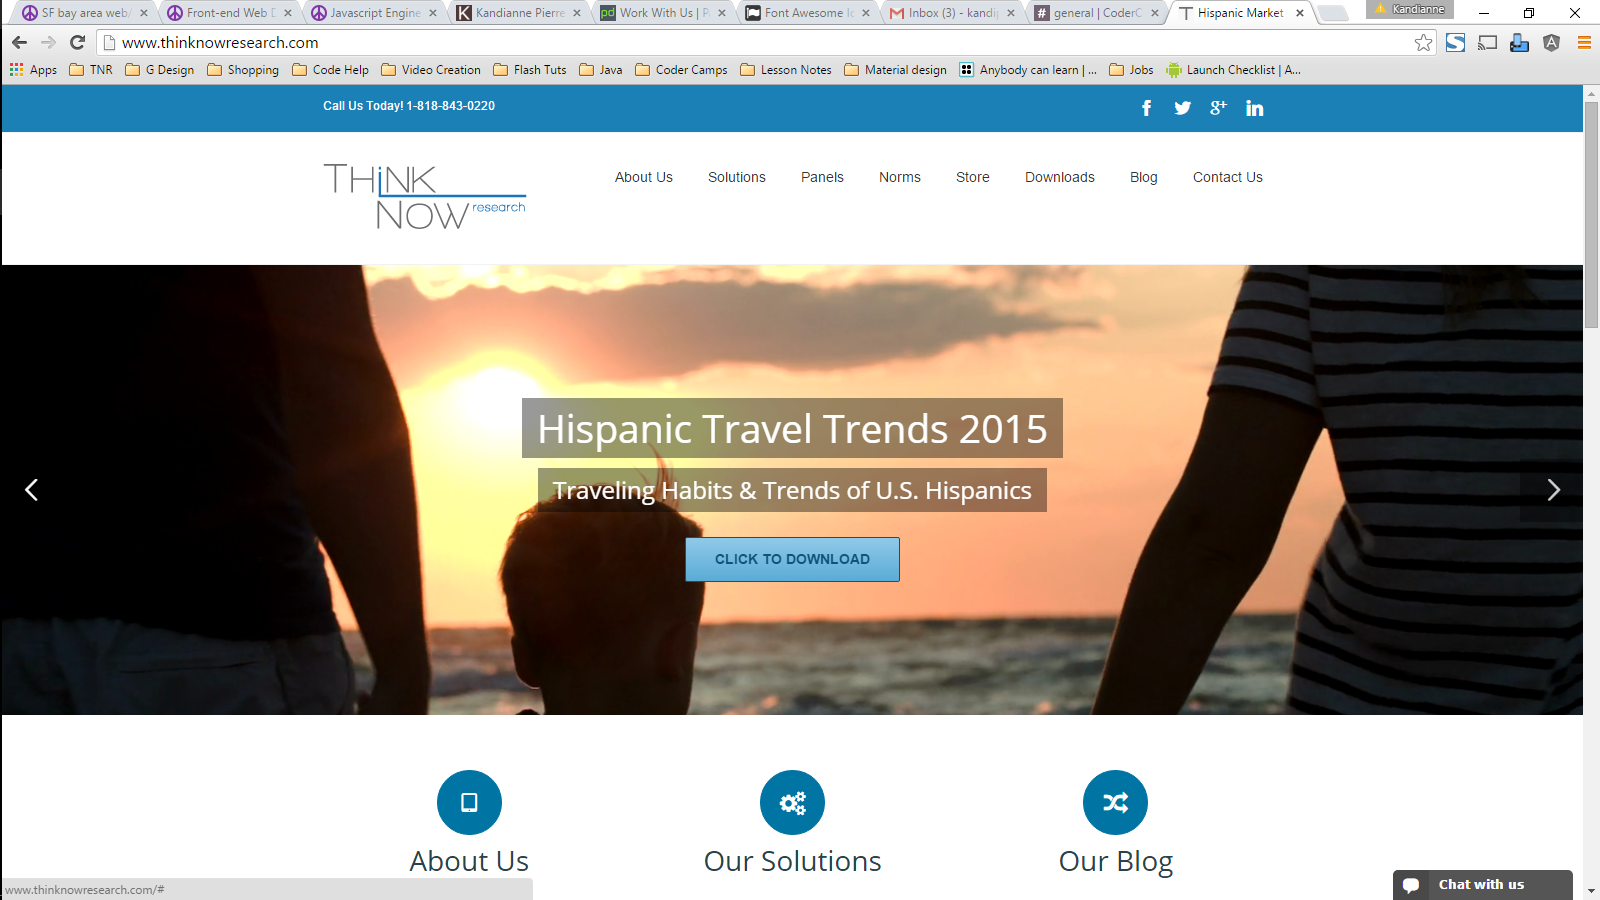 SF bay area web/
Front-end Web D
Javascript Engine
Kandianne Pierre
Work With Us | P
Font Awesome Ic
Inbox (3) - kandi
general | CoderC
Hispanic Market
Kandianne
www.thinknowresearch.com
Apps TNR G Design Shopping Code Help Video Creation Flash Tuts Java Coder Camps Lesson Notes Material design Anybody can learn | ... Jobs Launch Checklist | A...
Call Us Today! 1-818-843-0220
THiNK
NOW research
About Us Solutions Panels Norms Store Downloads Blog Contact Us
Hispanic Travel Trends 2015
Traveling Habits & Trends of U.S. Hispanics
CLICK TO DOWNLOAD
About Us Our Solutions Our Blog
www.thinknowresearch.com/#
Chat with us